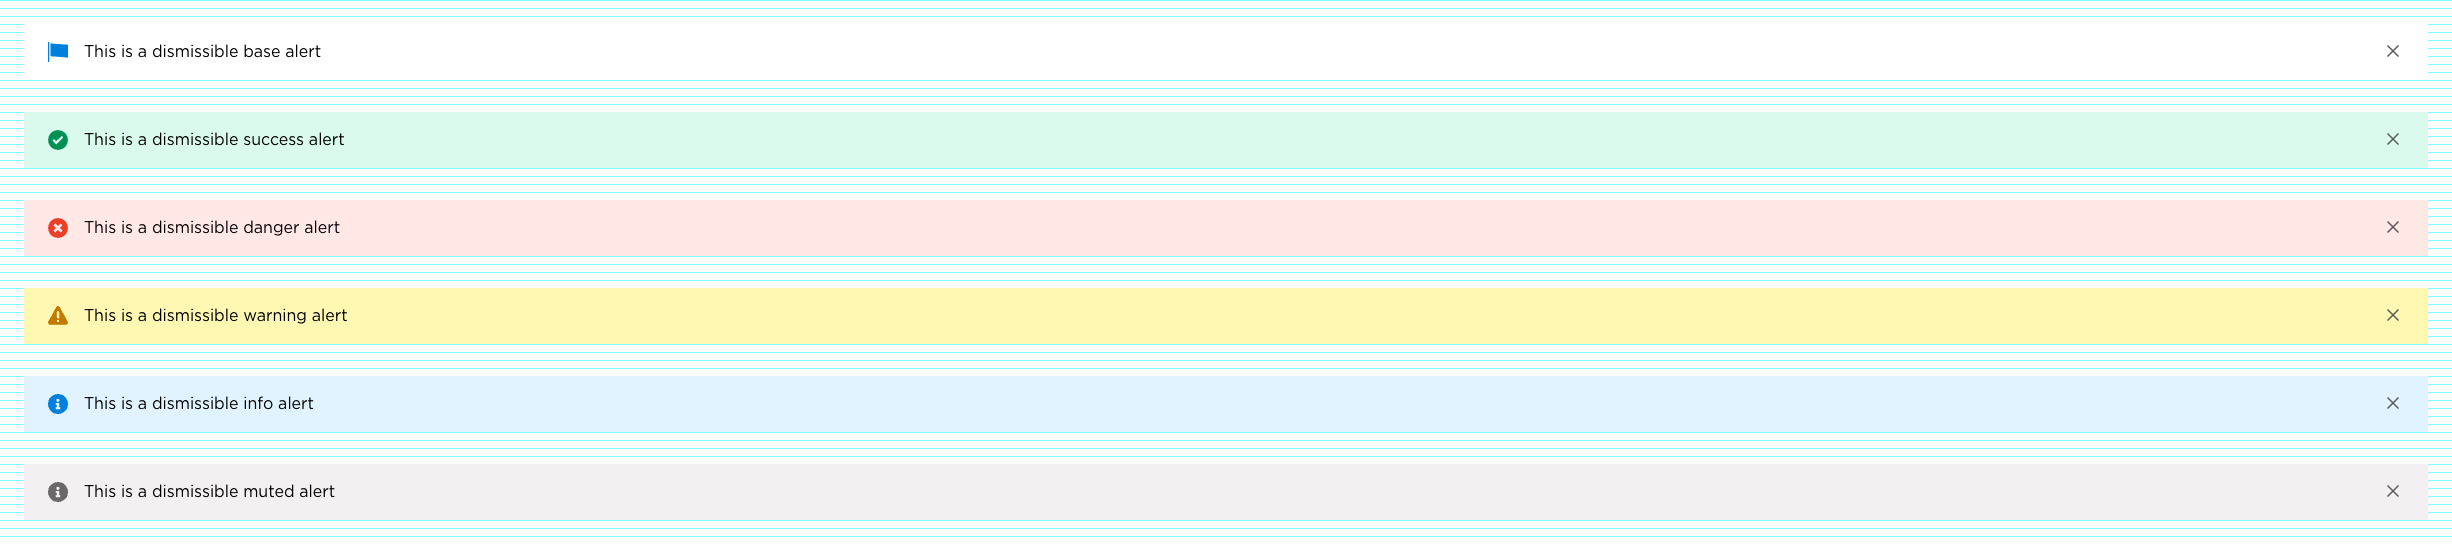 This is a dismissible base alert
This is a dismissible success alert
This is a dismissible danger alert
This is a dismissible warning alert
This is a dismissible info alert
This is a dismissible muted alert